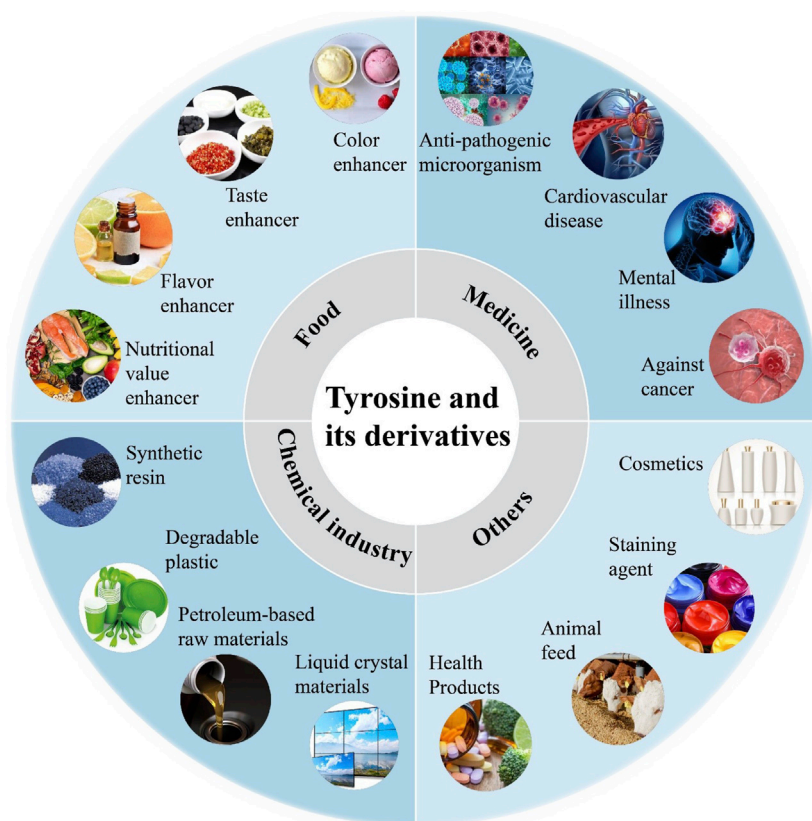 Color
enhancer
Taste
enhancer
Flavor
enhancer
Nutritional
value
enhancer
Food
Anti-pathogenic
microorganism
Cardiovascular
disease
Mental
illness
Against
cancer
Medicine
Tyrosine and
its derivatives
Chemical industry
Synthetic
resin
Degradable
plastic
Petroleum-based
raw materials
Liquid crystal
materials
Others
Cosmetics
Staining
agent
Animal
feed
Health
Products